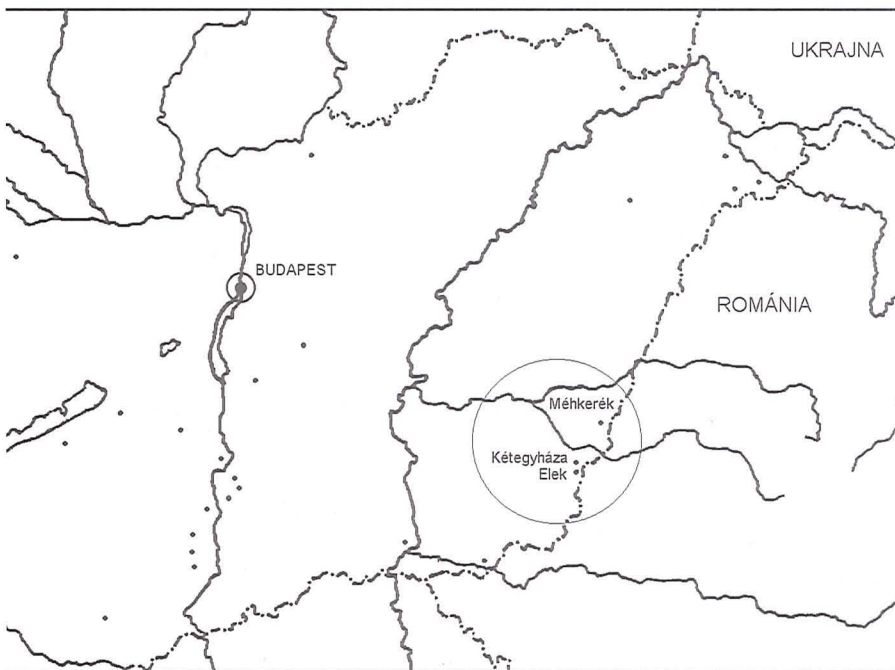 UKRAJNA
BUDAPEST
ROMÁNIA
Méhkerék
Kétegyháza
Elek